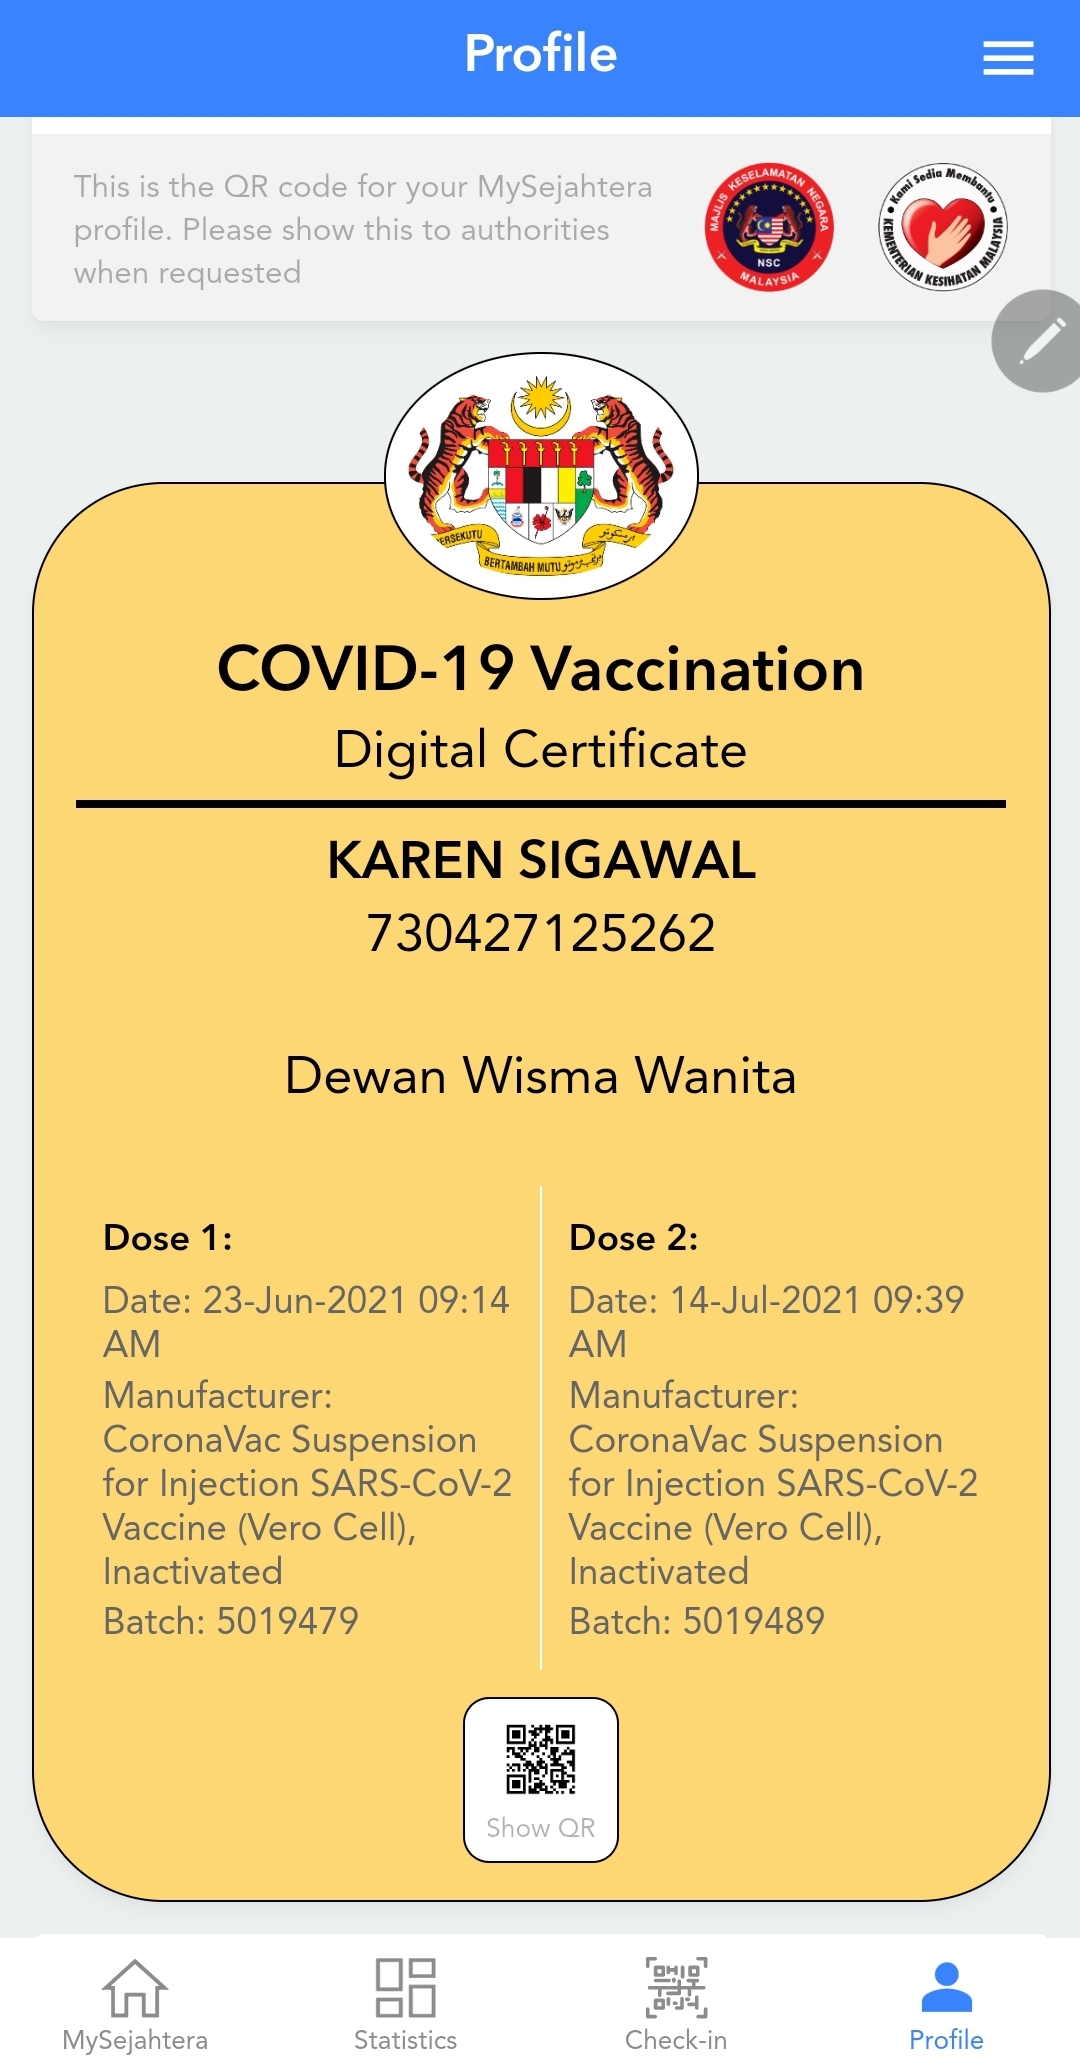 Profile
This is the QR code for your MySejahtera
profile. Please show this to authorities
when requested
MAJLIS KESELAMATAN NEGARA
NSC
MALAYSIA
Kami Sedia Membantu
KEMENTERIAN KESIHATAN MALAYSIA
ERSEKUTU
BERTAMBAH MUTU
COVID-19 Vaccination
Digital Certificate
KAREN SIGAWAL
730427125262
Dewan Wisma Wanita
Dose 1:
Date: 23-Jun-2021 09:14
AM
Manufacturer:
CoronaVac Suspension
for Injection SARS-CoV-2
Vaccine (Vero Cell),
Inactivated
Batch: 5019479
Dose 2:
Date: 14-Jul-2021 09:39
AM
Manufacturer:
CoronaVac Suspension
for Injection SARS-CoV-2
Vaccine (Vero Cell),
Inactivated
Batch: 5019489
Show QR
MySejahtera
Statistics
Check-in
Profile